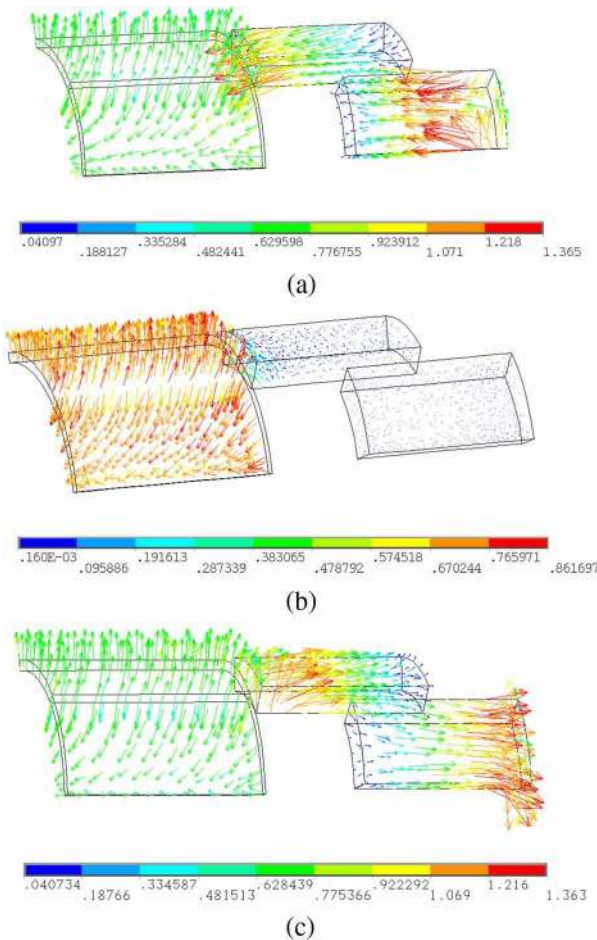 .04097 .335284 .629598 .923912 1.218
.188127 .482441 .776755 1.071 1.365
(a)
.160E-03 .191613 .383065 .574518 .765971
.095886 .287339 .478792 .670244 .861697
(b)
.040734 .334587 .628439 .922292 1.216
.18766 .481513 .775366 1.069 1.363
(c)